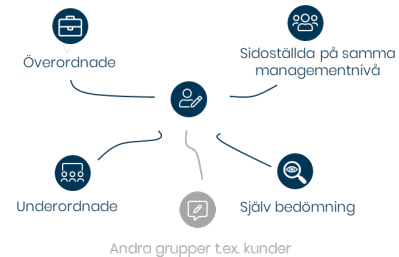 Överordnade
Sidoställda på samma
managementnivå
Underordnade
Själv bedömning
Andra grupper t.ex. kunder